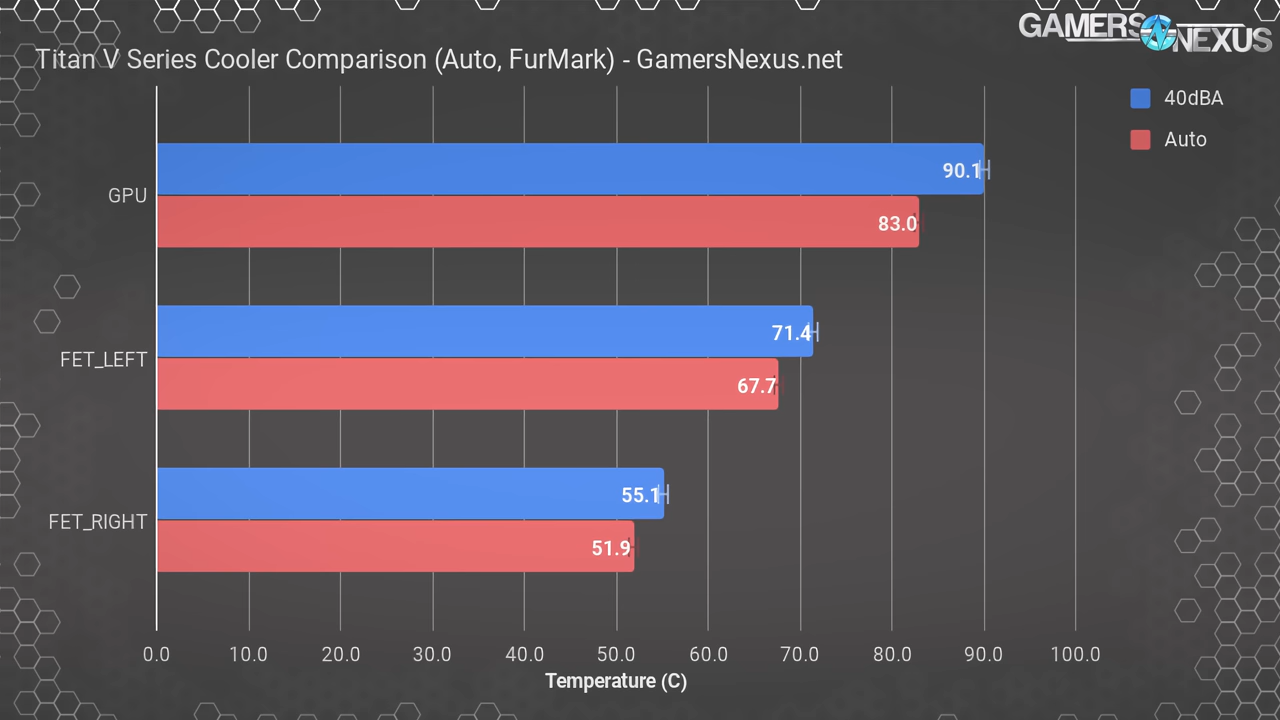 GAMERS NEXUS
Titan V Series Cooler Comparison (Auto, FurMark) - GamersNexus.net
40dBA
Auto
GPU
90.1
83.0
FET_LEFT
71.4
67.7
FET_RIGHT
55.1
51.9
0.0 10.0 20.0 30.0 40.0 50.0 60.0 70.0 80.0 90.0 100.0
Temperature (C)